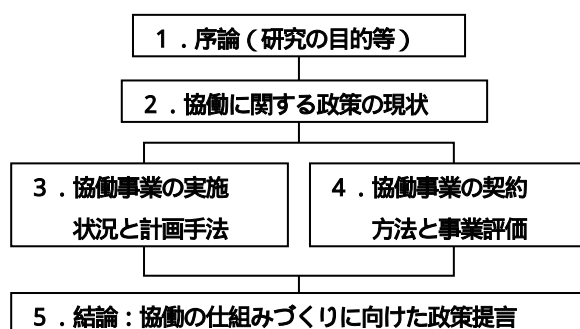 1．序論（研究の目的等）
2．協働に関する政策の現状
3．協働事業の実施
状況と計画手法
4．協働事業の契約
方法と事業評価
5．結論：協働の仕組みづくりに向けた政策提言